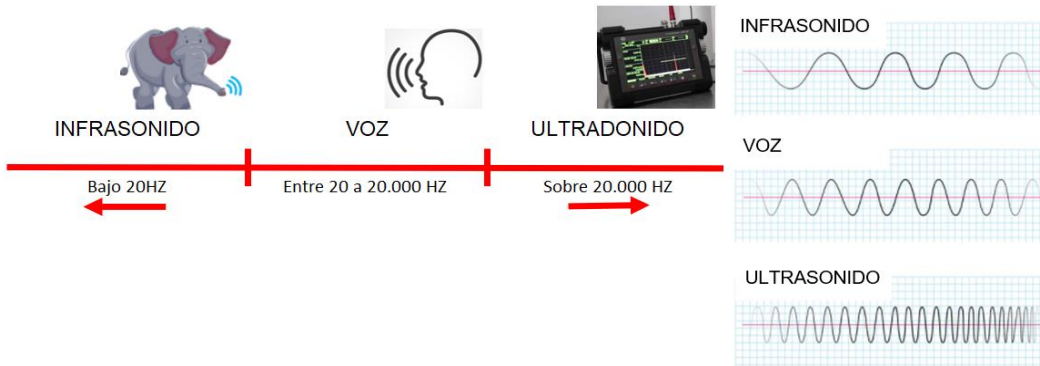 INFRASONIDO
VOZ
ULTRADONIDO
Bajo 20HZ
Entre 20 a 20.000 HZ
Sobre 20.000 HZ
INFRASONIDO
VOZ
ULTRASONIDO